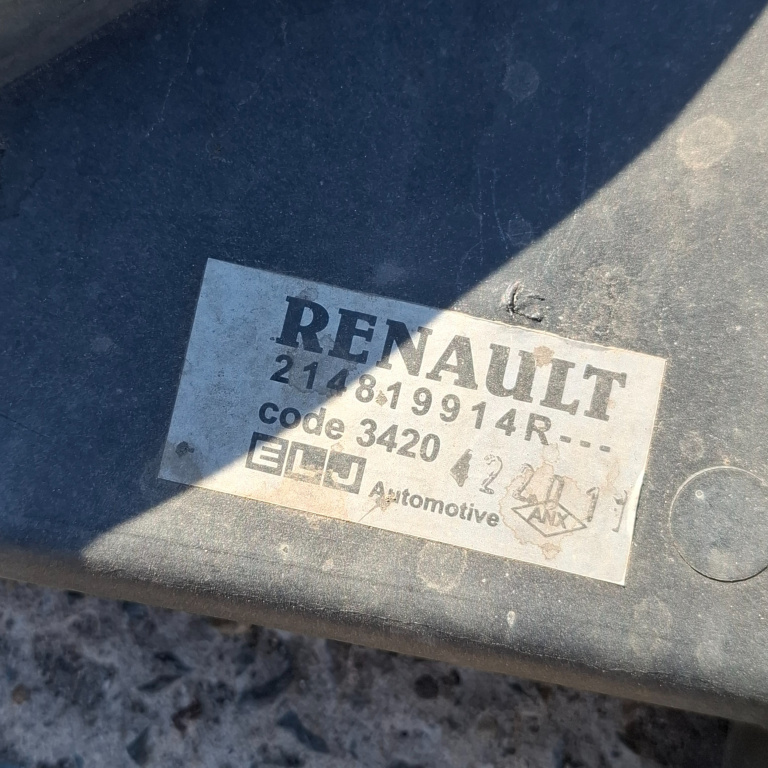 RENAULT
214819914R---
code 3420
ELJ Automotive
ANX